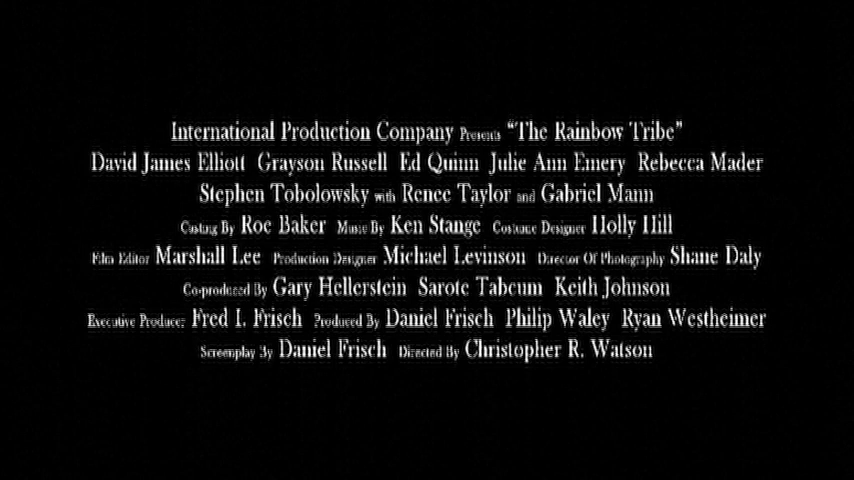 International Production Company Presents “The Rainbow Tribe”
David James Elliott Grayson Russell Ed Quinn Julie Ann Emery Rebecca Mader
Stephen Tobolowsky with Renee Taylor and Gabriel Mann
Casting By Roe Baker Music By Ken Stange Costume Designer Holly Hill
Film Editor Marshall Lee Production Designer Michael Levinson Director Of Photography Shane Daly
Co-produced By Gary Hellerstein Sarote Tabcum Keith Johnson
Executive Producer Fred I. Frisch Produced By Daniel Frisch Philip Waley Ryan Westheimer
Screenplay By Daniel Frisch Directed By Christopher R. Watson